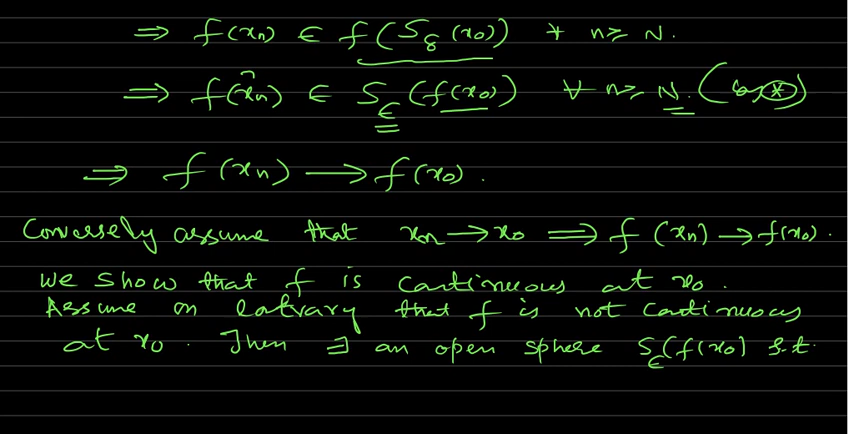 ⇒ f(xn) ∈ f(Sδ(x0)) ∀ n ≥ N.
⇒ f(xn) ∈ Sϵ(f(x0)) ∀ n ≥ N. (by ⊛)
⇒ f(xn) ⟶ f(x0).
Conversely assume that xn → x0 ⟹ f(xn) → f(x0).
We show that f is continuous at x0.
Assume on contrary that f is not continuous
at x0. Then ∃ an open sphere Sϵ(f(x0) s.t.